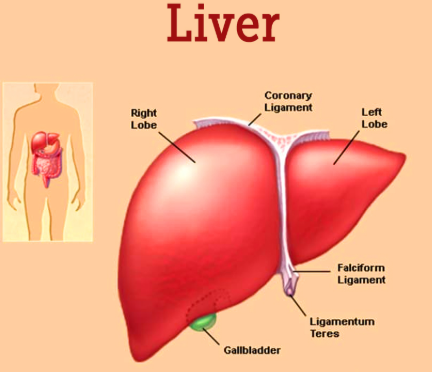 Liver
Coronary
Ligament
Right
Lobe
Left
Lobe
Falciform
Ligament
Ligamentum
Teres
Gallbladder